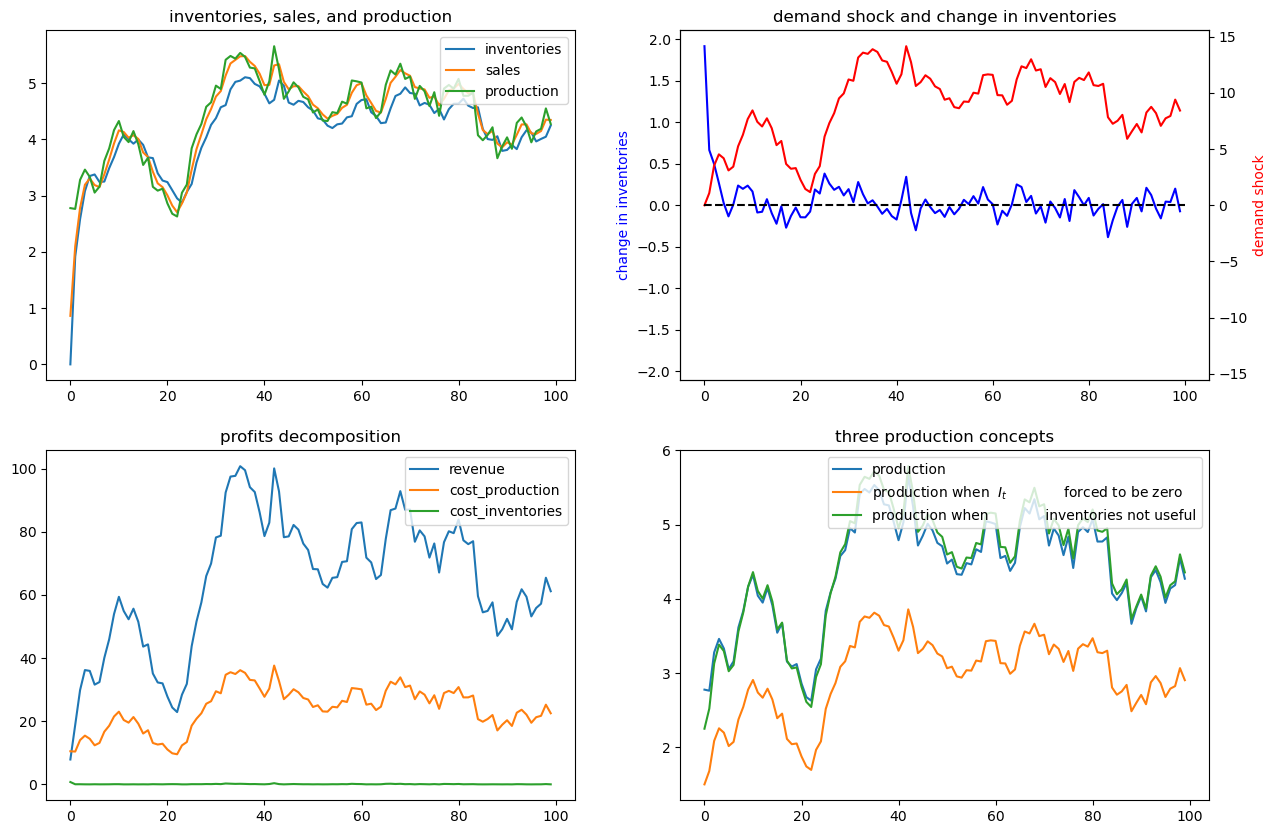 inventories, sales, and production
inventories
sales
production
5
4
3
2
1
0
0 20 40 60 80 100
demand shock and change in inventories
2.0
1.5
1.0
0.5
0.0
−0.5
−1.0
−1.5
−2.0
change in inventories
15
10
5
0
−5
−10
−15
demand shock
0 20 40 60 80 100
profits decomposition
revenue
cost_production
cost_inventories
100
80
60
40
20
0
0 20 40 60 80 100
three production concepts
production
production when I_t forced to be zero
production when inventories not useful
6
5
4
3
2
0 20 40 60 80 100